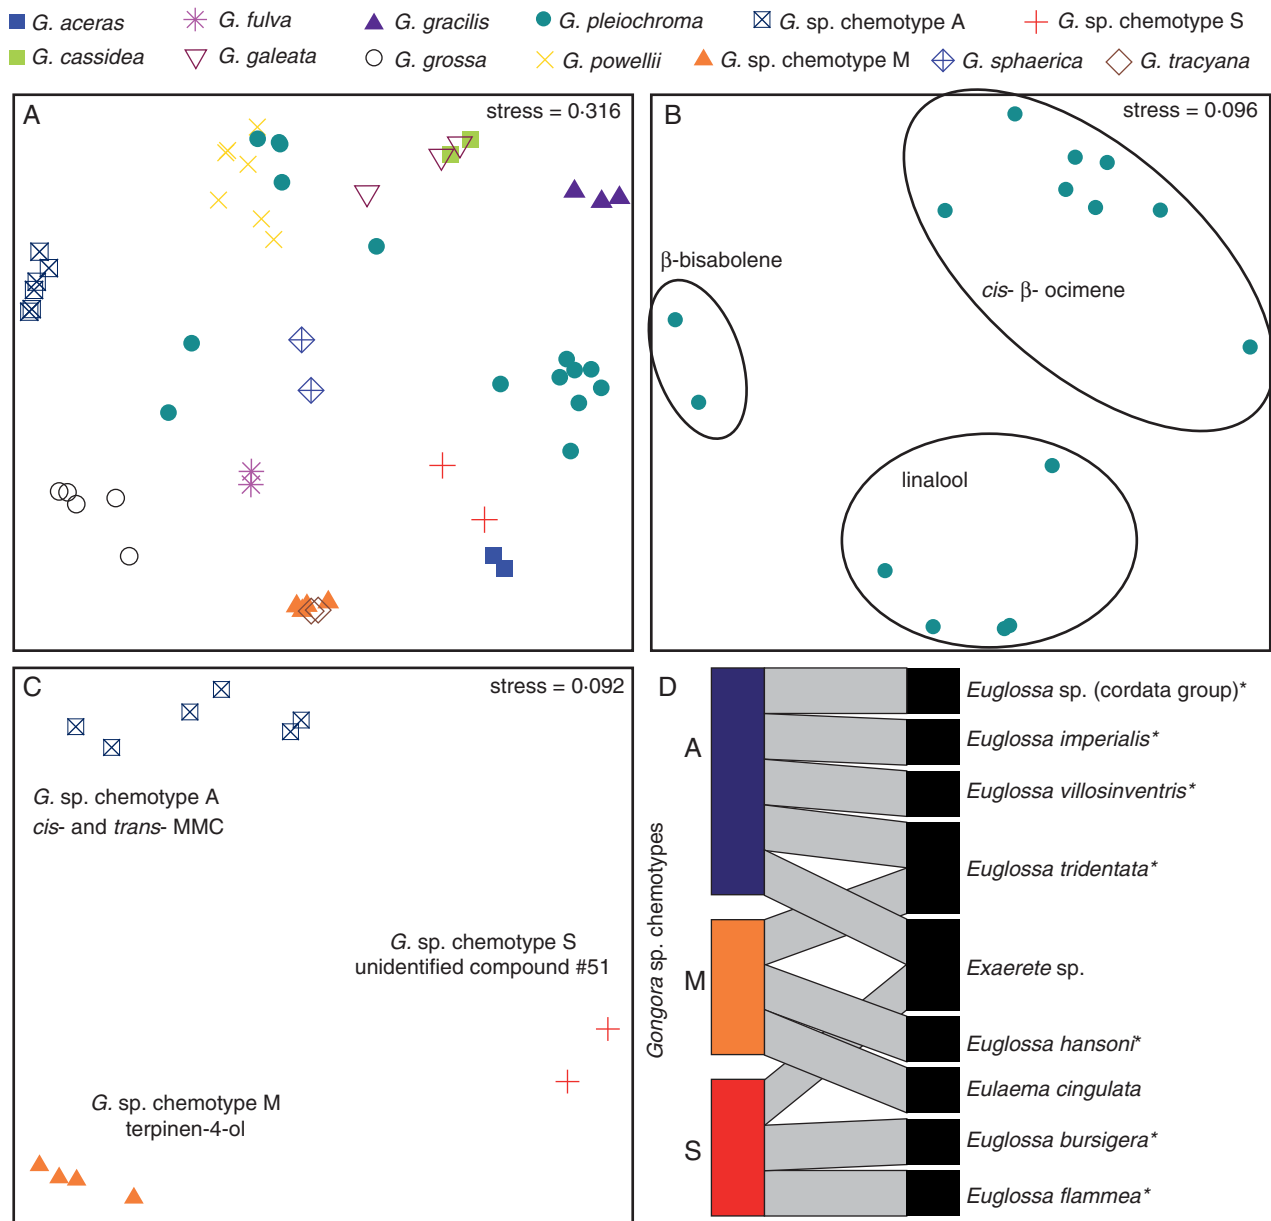 G. aceras G. fulva G. gracilis G. pleiochroma G. sp. chemotype A G. sp. chemotype S
G. cassidea G. galeata G. grossa G. powellii G. sp. chemotype M G. sphaerica G. tracyana
A stress = 0·316
B stress = 0·096
β-bisabolene
cis- β- ocimene
linalool
C stress = 0·092
G. sp. chemotype A
cis- and trans- MMC
G. sp. chemotype S
unidentified compound #51
G. sp. chemotype M
terpinen-4-ol
D
Gongora sp. chemotypes
A
M
S
Euglossa sp. (cordata group)*
Euglossa imperialis*
Euglossa villosinventris*
Euglossa tridentata*
Exaerete sp.
Euglossa hansoni*
Eulaema cingulata
Euglossa bursigera*
Euglossa flammea*